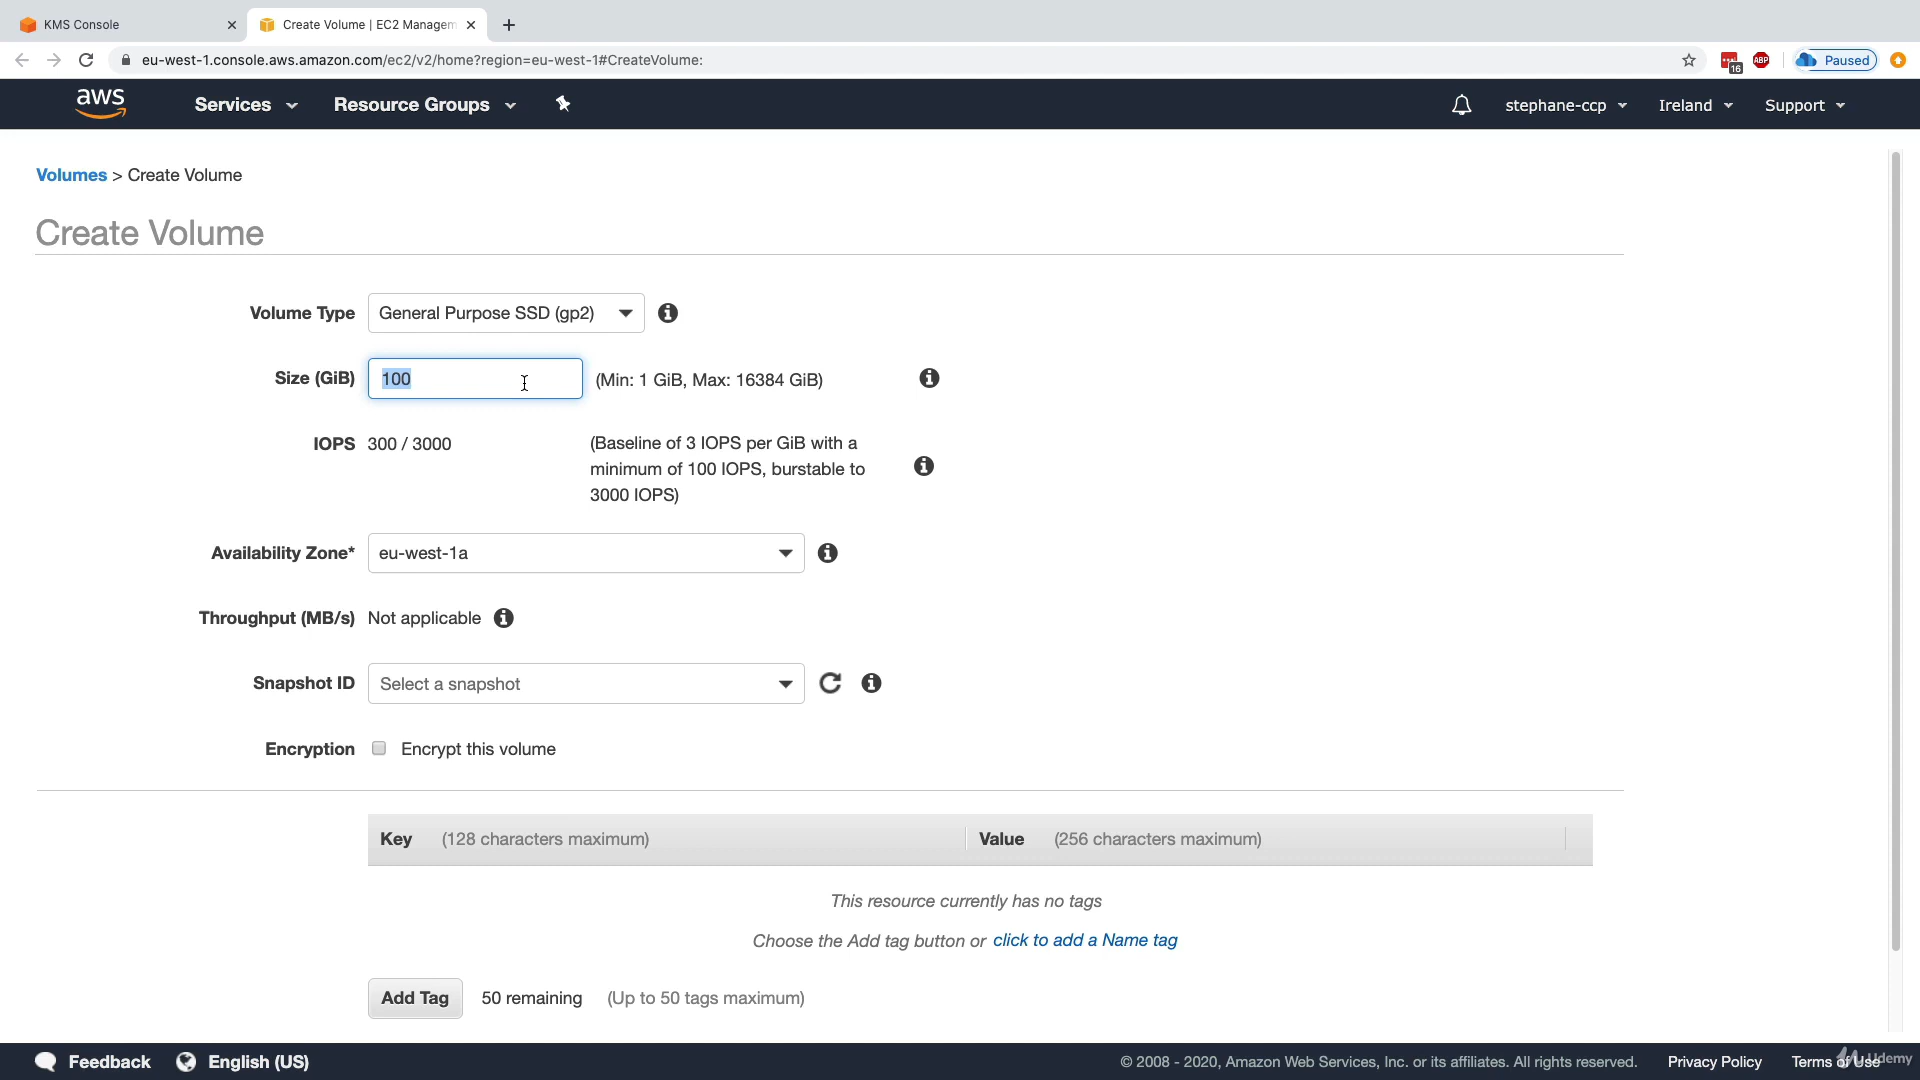 KMS Console
Create Volume | EC2 Managem
eu-west-1.console.aws.amazon.com/ec2/v2/home?region=eu-west-1#CreateVolume:
16
ABP
Paused
aws
Services
Resource Groups
stephane-ccp
Ireland
Support
Volumes > Create Volume
Create Volume
Volume Type
General Purpose SSD (gp2)
Size (GiB)
100
(Min: 1 GiB, Max: 16384 GiB)
IOPS
300 / 3000
(Baseline of 3 IOPS per GiB with a
minimum of 100 IOPS, burstable to
3000 IOPS)
Availability Zone*
eu-west-1a
Throughput (MB/s)
Not applicable
Snapshot ID
Select a snapshot
Encryption
Encrypt this volume
Key (128 characters maximum)
Value (256 characters maximum)
This resource currently has no tags
Choose the Add tag button or click to add a Name tag
Add Tag
50 remaining
(Up to 50 tags maximum)
Feedback
English (US)
© 2008 - 2020, Amazon Web Services, Inc. or its affiliates. All rights reserved.
Privacy Policy
Terms of Use
Udemy